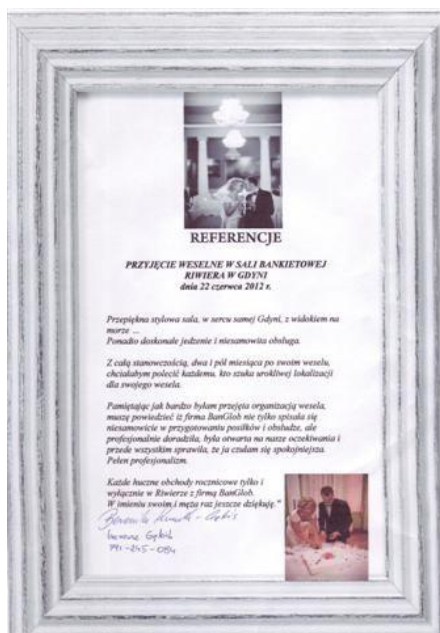 REFERENCJE
PRZYJĘCIE WESELNE W SALI BANKIETOWEJ
RIWIERA W GDYNI
dnia 22 czerwca 2012 r.
Przepiękna stylowa sala, w sercu samej Gdyni, z widokiem na
morze ...
Ponadto doskonałe jedzenie i niesamowita obsługa.
Z całą stanowczością, dwa i pół miesiąca po swoim weselu,
chciałabym polecić każdemu, kto szuka urokliwej lokalizacji
dla swojego wesela.
Pamiętając jak bardzo byłam przejęta organizacją wesela,
muszę powiedzieć iż firma BanGlob nie tylko spisała się
niesamowicie w przygotowaniu posiłków i obsłudze, ale
profesjonalnie doradziła, była otwarta na nasze oczekiwania i
przede wszystkim sprawiła, że ja czułam się spokojniejsza.
Pełen profesjonalizm.
Każde huczne obchody rocznicowe tylko i
wyłącznie w Riwierze z firmą BanGlob.
W imieniu swoim i męża raz jeszcze dziękuję."